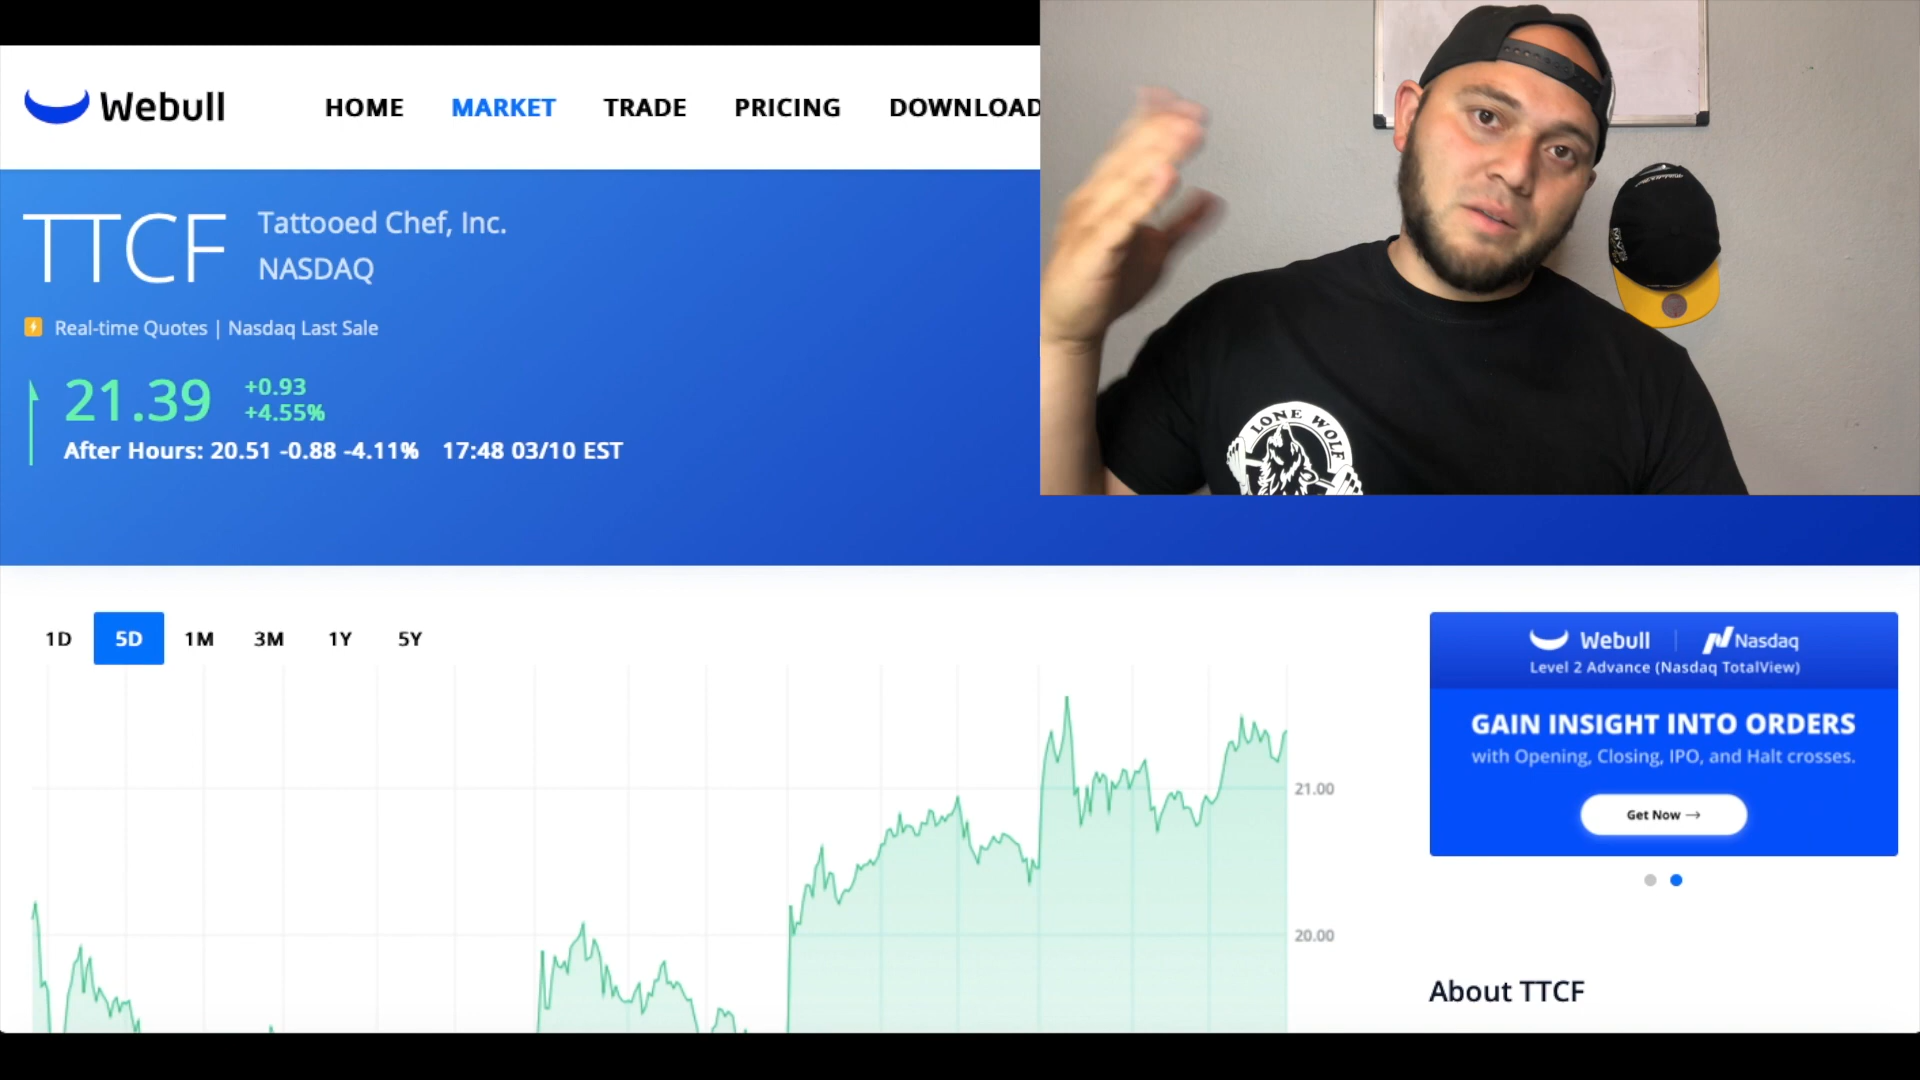 Webull
HOME MARKET TRADE PRICING DOWNLOAD
TTCF
Tattooed Chef, Inc.
NASDAQ
Real-time Quotes | Nasdaq Last Sale
21.39
+0.93
+4.55%
After Hours: 20.51 -0.88 -4.11% 17:48 03/10 EST
LONE WOLF
1D 5D 1M 3M 1Y 5Y
21.00
20.00
Webull | Nasdaq
Level 2 Advance (Nasdaq TotalView)
GAIN INSIGHT INTO ORDERS
with Opening, Closing, IPO, and Halt crosses.
Get Now →
About TTCF